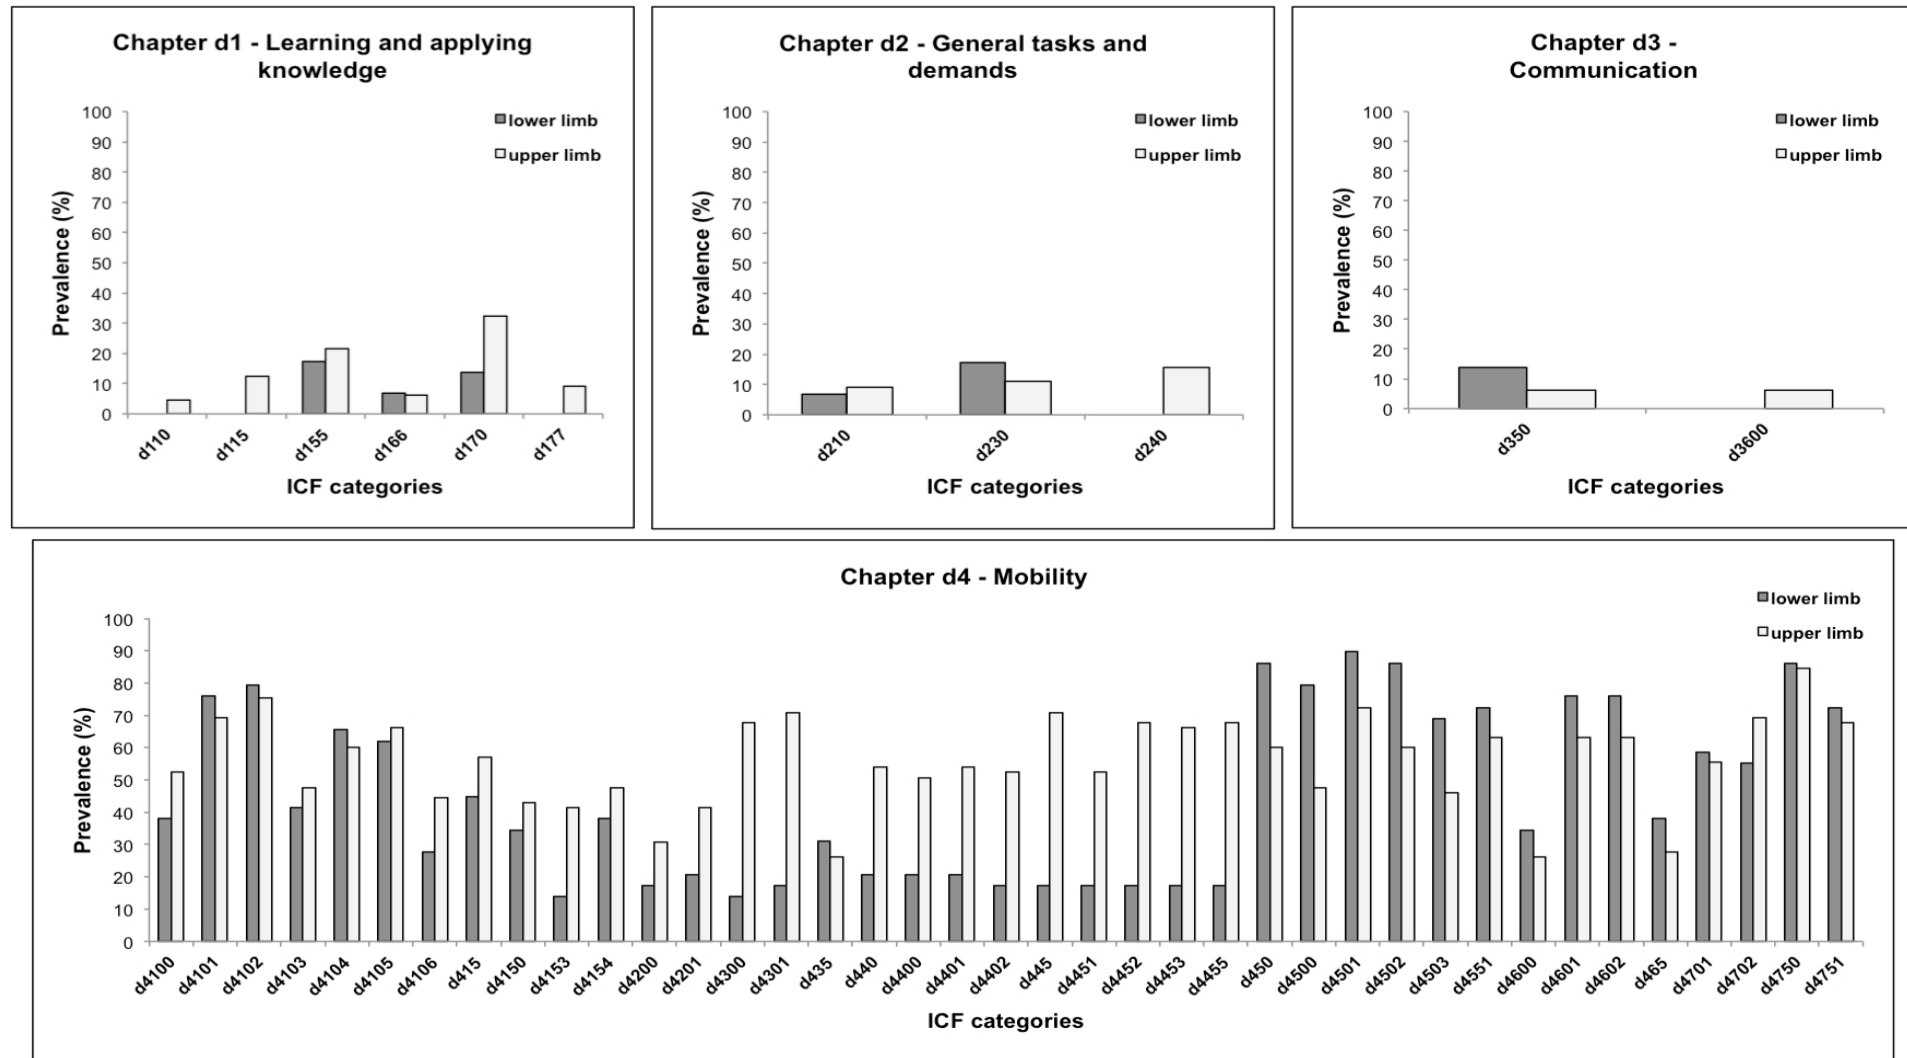 Chapter d1 - Learning and applying
knowledge
lower limb
upper limb
Prevalence (%)
100
90
80
70
60
50
40
30
20
10
0
d110
d115
d155
d166
d170
d177
ICF categories
Chapter d2 - General tasks and
demands
lower limb
upper limb
Prevalence (%)
100
90
80
70
60
50
40
30
20
10
0
d210
d230
d240
ICF categories
Chapter d3 -
Communication
lower limb
upper limb
Prevalence (%)
100
90
80
70
60
50
40
30
20
10
0
d350
d3600
ICF categories
Chapter d4 - Mobility
lower limb
upper limb
Prevalence (%)
100
90
80
70
60
50
40
30
20
10
0
d4100
d4101
d4102
d4103
d4104
d4105
d4106
d415
d4150
d4153
d4154
d4200
d4201
d4300
d4301
d435
d440
d4400
d4401
d4402
d445
d4451
d4452
d4453
d4455
d450
d4500
d4501
d4502
d4503
d4551
d4600
d4601
d4602
d465
d4701
d4702
d4750
d4751
ICF categories